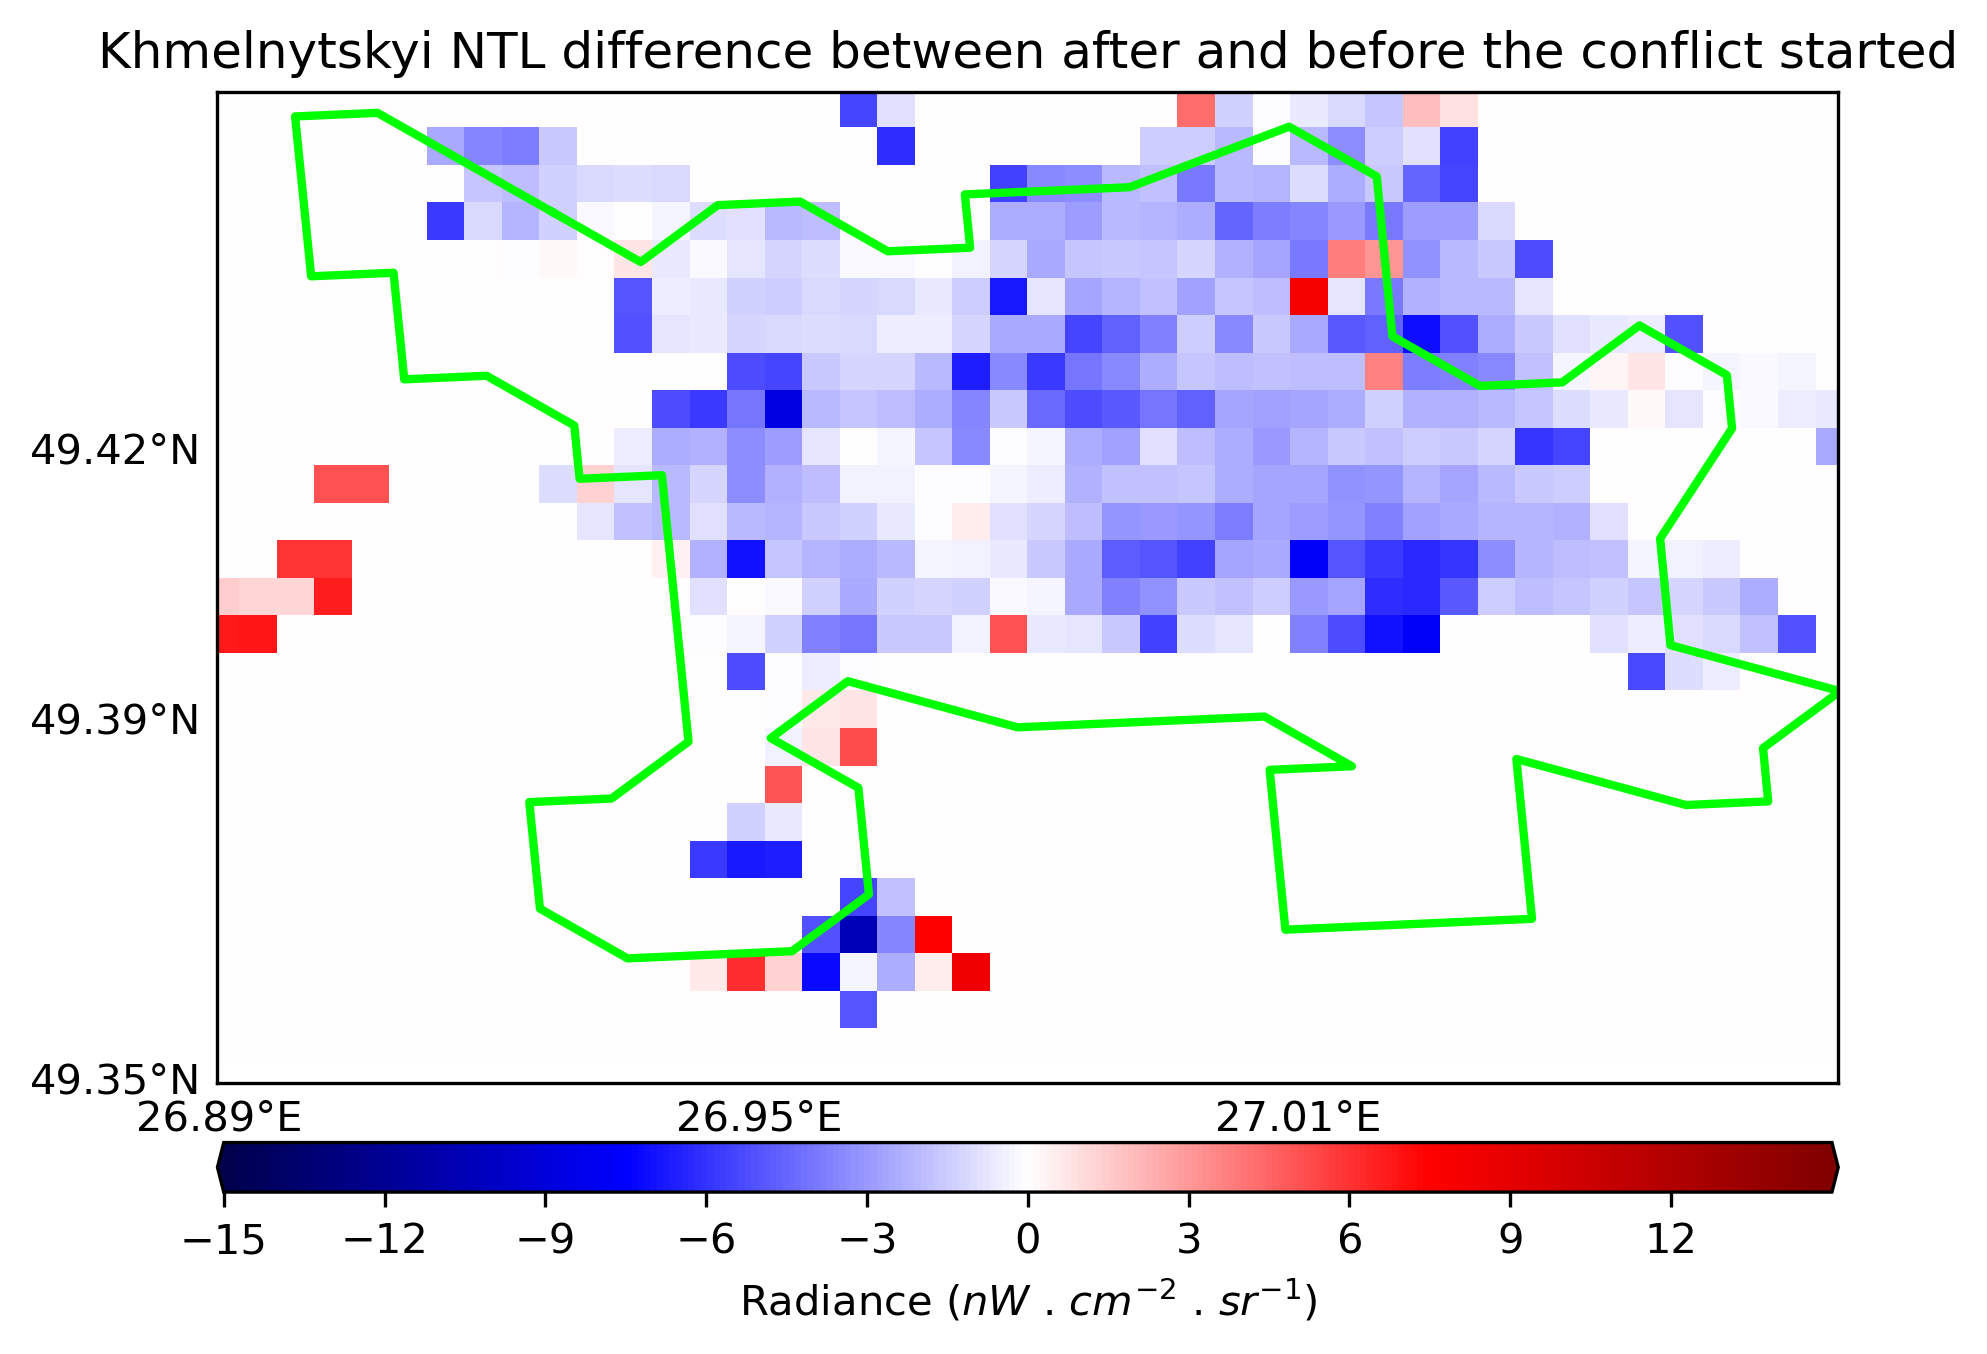 Khmelnytskyi NTL difference between after and before the conflict started
49.42°N
49.39°N
49.35°N
26.89°E 26.95°E 27.01°E
−15 −12 −9 −6 −3 0 3 6 9 12
Radiance (nW . cm⁻² . sr⁻¹)